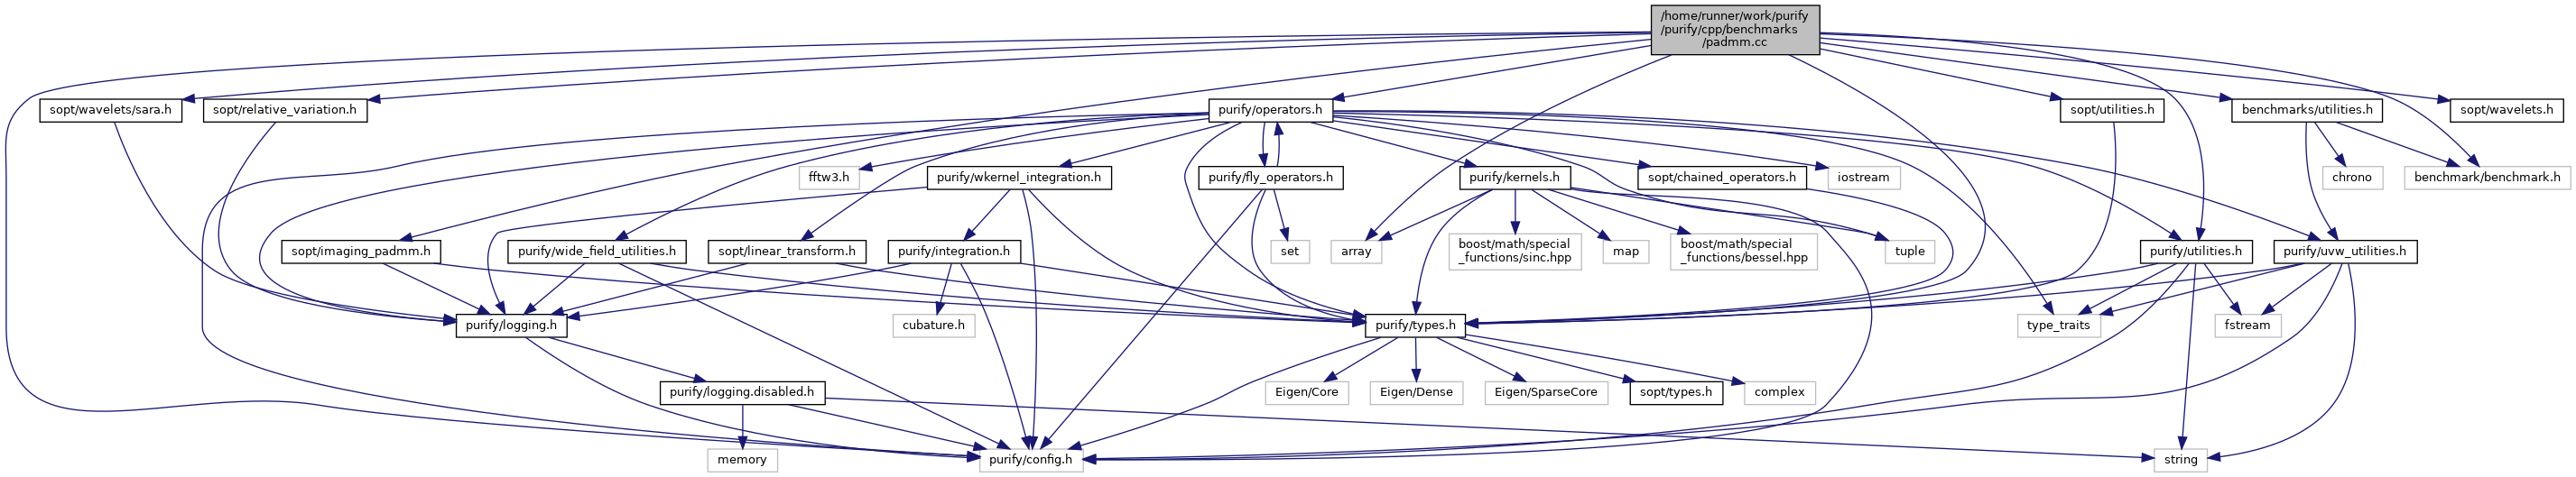 /home/runner/work/purify
/purify/cpp/benchmarks
/padmm.cc
sopt/wavelets/sara.h
sopt/relative_variation.h
purify/operators.h
sopt/utilities.h
benchmarks/utilities.h
sopt/wavelets.h
fftw3.h
purify/wkernel_integration.h
purify/fly_operators.h
purify/kernels.h
sopt/chained_operators.h
iostream
chrono
benchmark/benchmark.h
sopt/imaging_padmm.h
purify/wide_field_utilities.h
sopt/linear_transform.h
purify/integration.h
set
array
boost/math/special
_functions/sinc.hpp
map
boost/math/special
_functions/bessel.hpp
tuple
purify/utilities.h
purify/uvw_utilities.h
purify/logging.h
cubature.h
purify/types.h
type_traits
fstream
purify/logging.disabled.h
Eigen/Core
Eigen/Dense
Eigen/SparseCore
sopt/types.h
complex
memory
purify/config.h
string